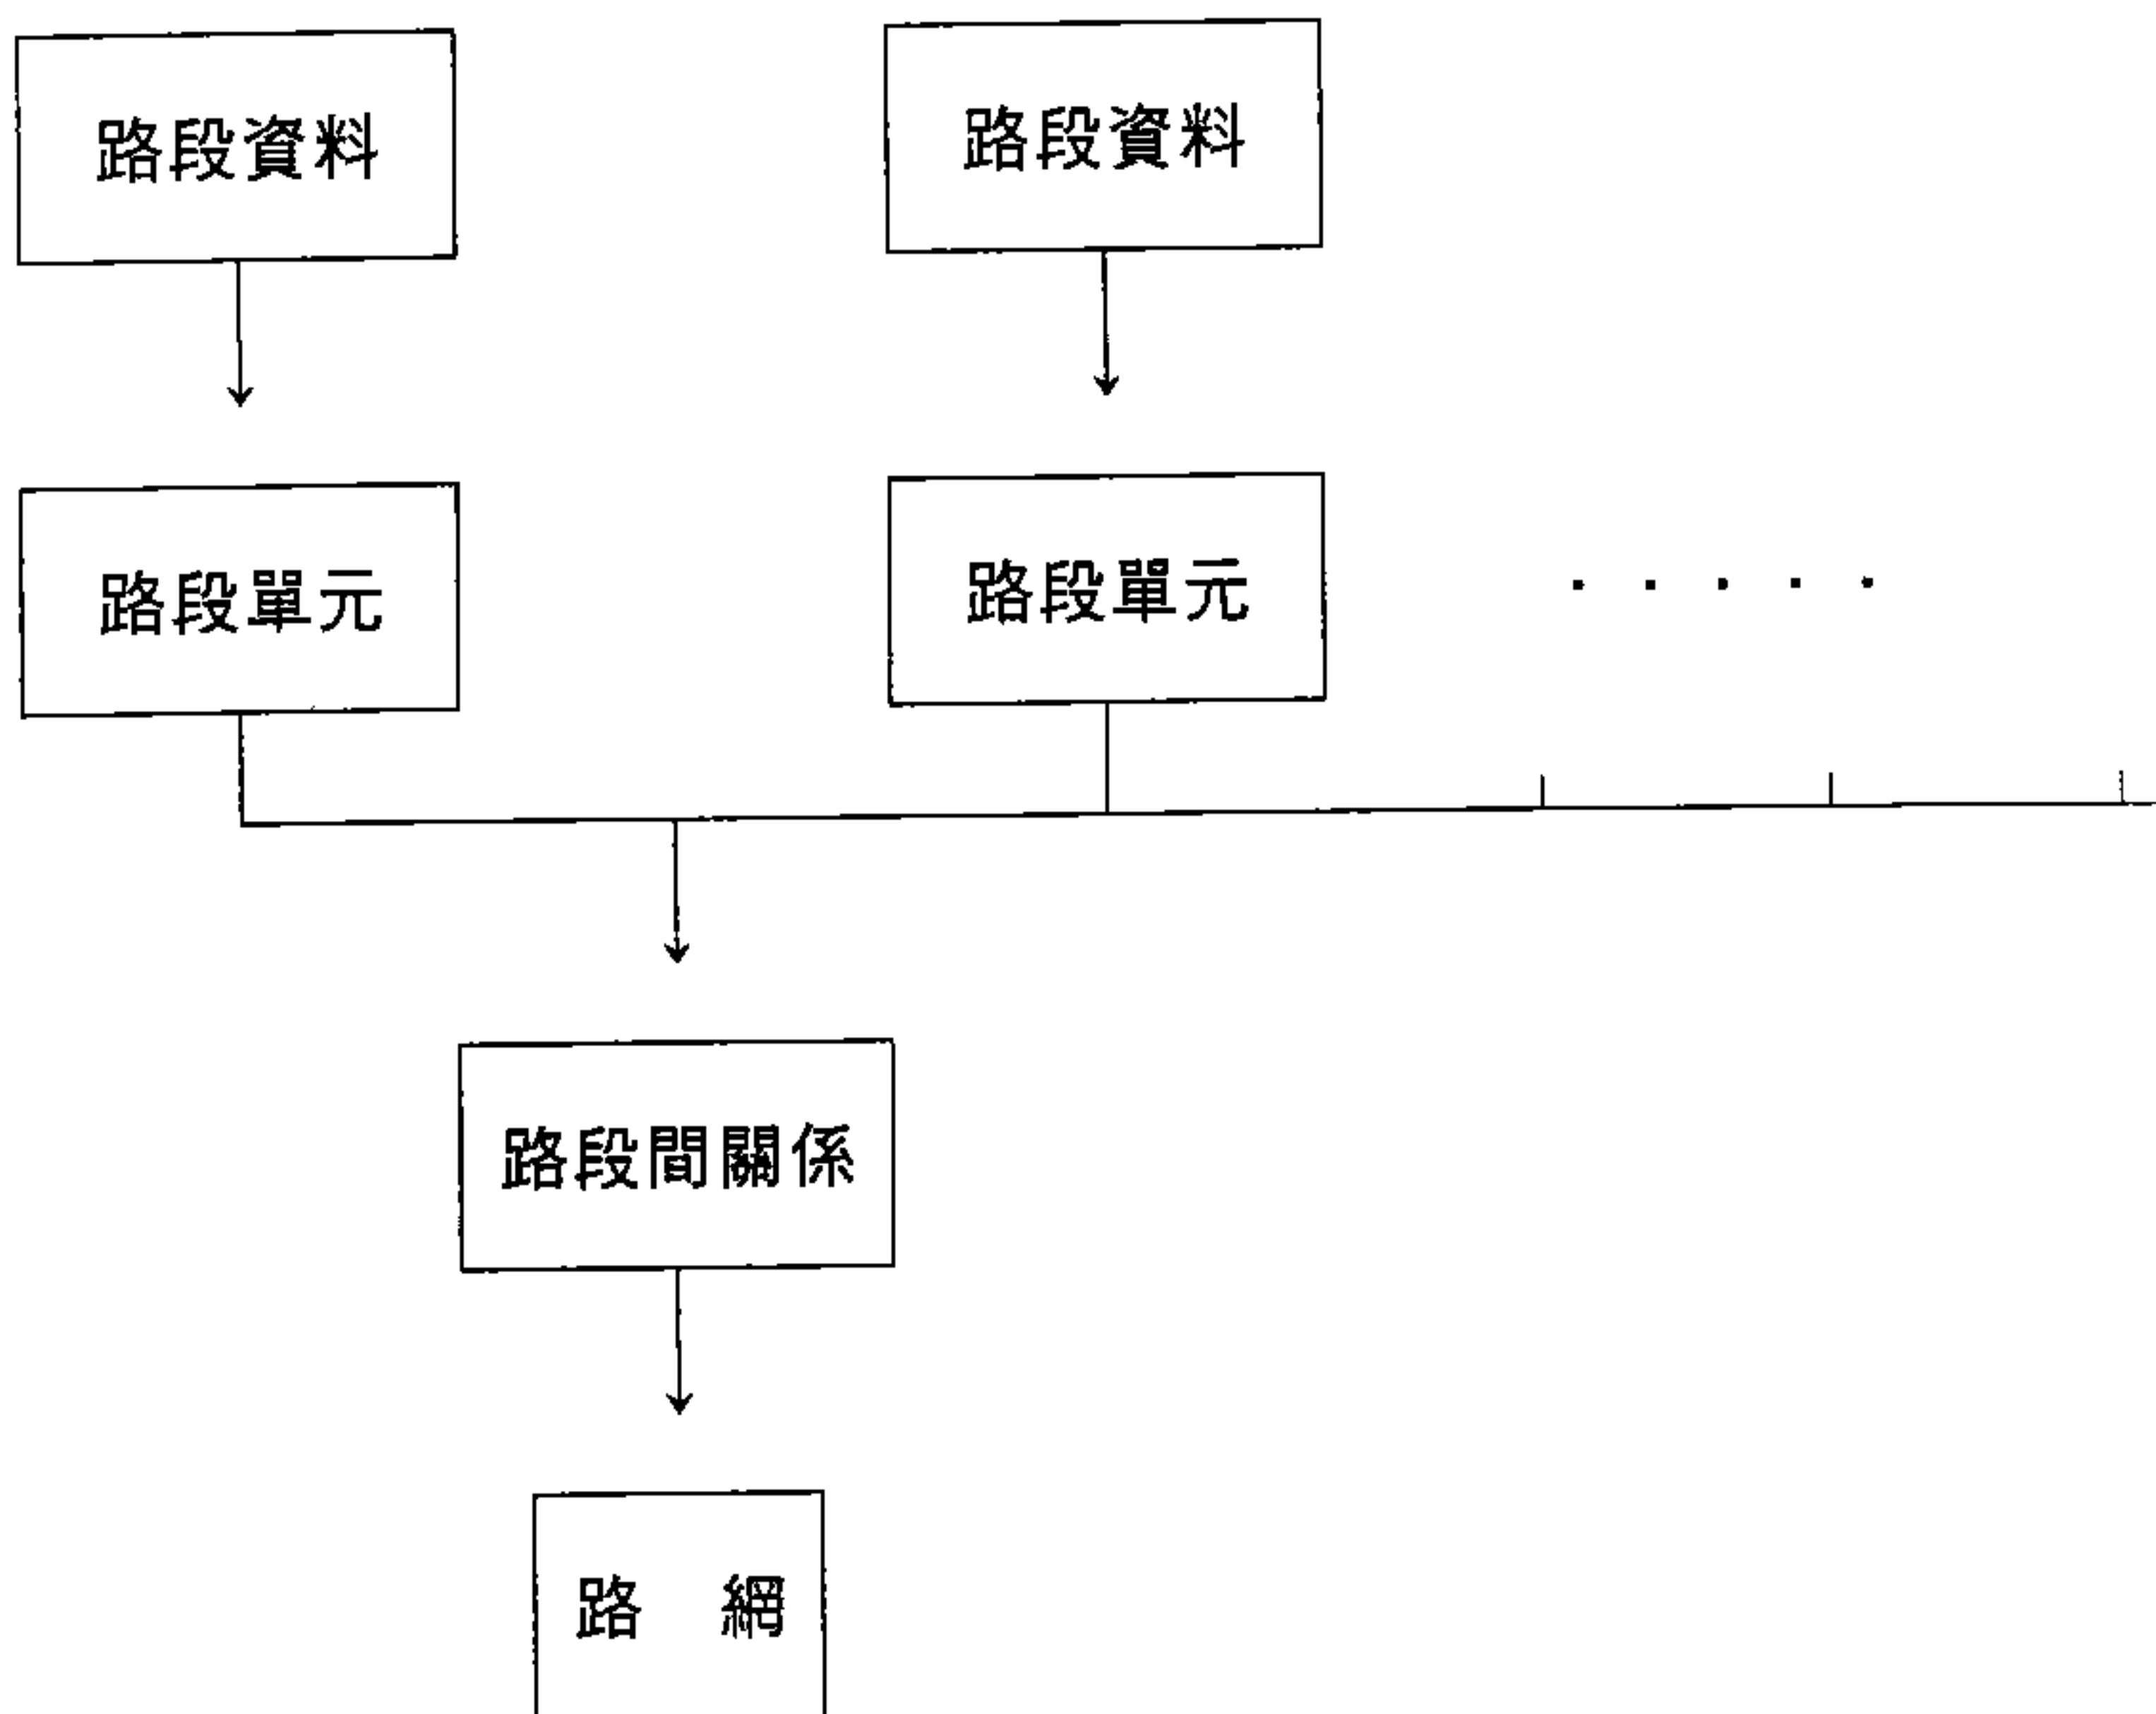 路段資料
路段資料
路段單元
路段單元
· · · · ·
路段間關係
路 網